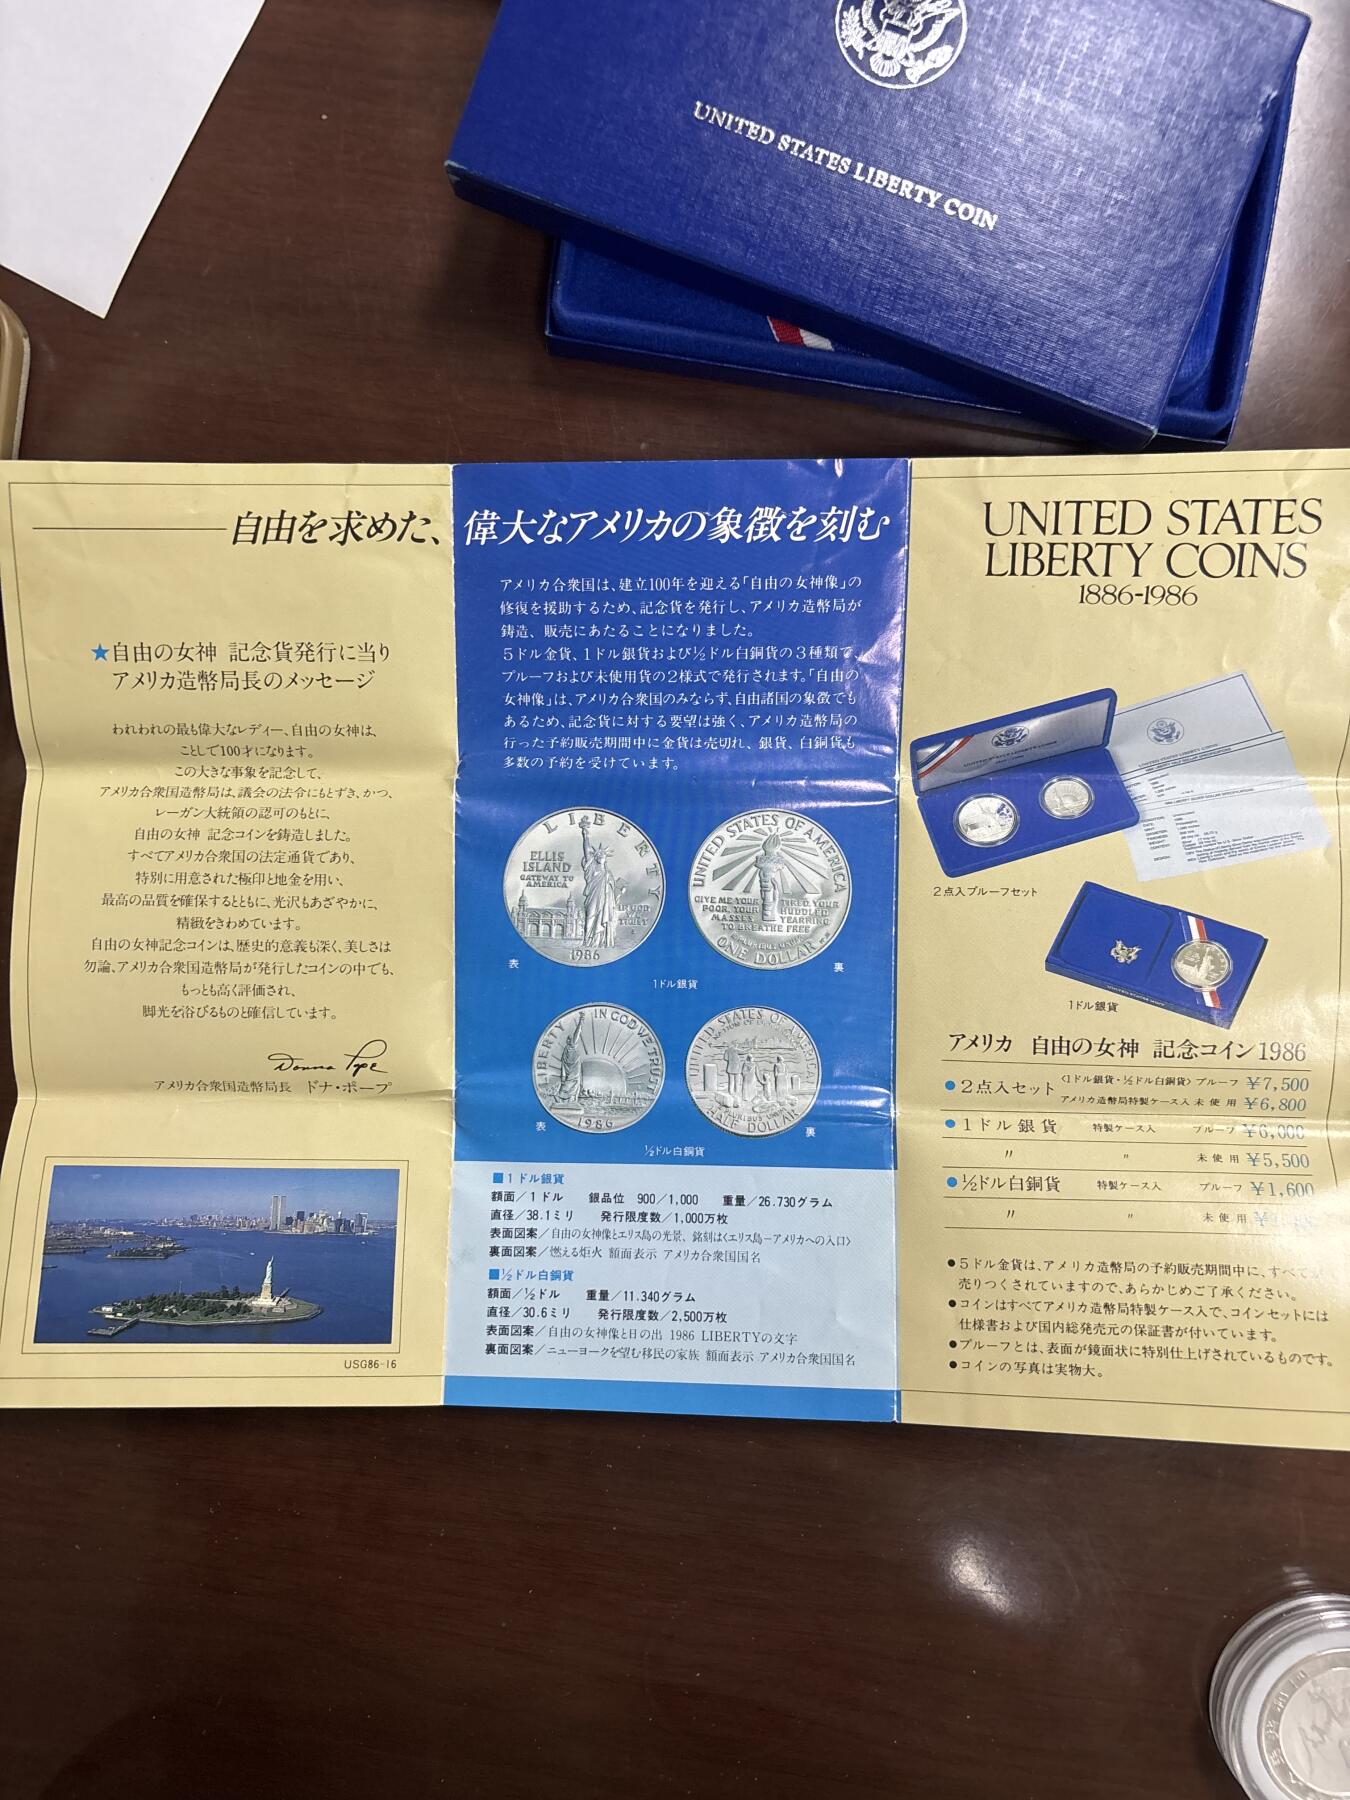 UNITED STATES LIBERTY COIN
自由を求めた、偉大なアメリカの象徴を刻む
★自由の女神 記念貨発行に当り
アメリカ造幣局長のメッセージ
われわれの最も偉大なレディー、自由の女神は、
ことしで100才になります。
この大きな事象を記念して、
アメリカ合衆国造幣局は、議会の法令にもとずき、かつ、
レーガン大統領の認可のもとに、
自由の女神 記念コインを鋳造しました。
すべてアメリカ合衆国の法定通貨であり、
特別に用意された極印と地金を用い、
最高の品質を確保するとともに、光沢もあざやかに、
精緻をきわめています。
自由の女神記念コインは、歴史的意義も深く、美しさは
勿論、アメリカ合衆国造幣局が発行したコインの中でも、
もっとも高く評価され、
脚光を浴びるものと確信しています。
Donna Pope
アメリカ合衆国造幣局長 ドナ・ポープ
USG86-16
アメリカ合衆国は、建立100年を迎える「自由の女神像」の
修復を援助するため、記念貨を発行し、アメリカ造幣局が
鋳造、販売にあたることになりました。
5ドル金貨、1ドル銀貨および½ドル白銅貨の3種類で、
プルーフおよび未使用貨の2様式で発行されます。「自由の
女神像」は、アメリカ合衆国のみならず、自由諸国の象徴でも
あるため、記念貨に対する要望は強く、アメリカ造幣局の
行った予約販売期間中に金貨は売切れ、銀貨、白銅貨も
多数の予約を受けています。
LIBERTY
ELLIS
ISLAND
GATEWAY TO
AMERICA
IN GOD
WE
TRUST
1986
表
UNITED STATES OF AMERICA
GIVE ME YOUR TIRED, YOUR
POOR, YOUR HUDDLED
MASSES YEARNING
TO BREATHE FREE
E PLURIBUS UNUM
ONE DOLLAR
裏
1ドル銀貨
LIBERTY
IN GOD WE TRUST
1986
表
UNITED STATES OF AMERICA
E PLURIBUS UNUM
HALF DOLLAR
裏
½ドル白銅貨
■1ドル銀貨
額面／1ドル 銀品位 900／1,000 重量／26.730グラム
直径／38.1ミリ 発行限度数／1,000万枚
表面図案／自由の女神像とエリス島の光景、銘刻は〈エリス島－アメリカへの入口〉
裏面図案／燃える炬火 額面表示 アメリカ合衆国国名
■½ドル白銅貨
額面／½ドル 重量／11.340グラム
直径／30.6ミリ 発行限度数／2,500万枚
表面図案／自由の女神像と日の出 1986 LIBERTYの文字
裏面図案／ニューヨークを望む移民の家族 額面表示 アメリカ合衆国国名
UNITED STATES
LIBERTY COINS
1886-1986
2点入プルーフセット
1ドル銀貨
アメリカ 自由の女神 記念コイン1986
●2点入セット〈1ドル銀貨・½ドル白銅貨〉 プルーフ ¥7,500
アメリカ造幣局特製ケース入 未使用 ¥6,800
●1ドル銀貨 特製ケース入 プルーフ ¥6,000
〃 〃 未使用 ¥5,500
●½ドル白銅貨 特製ケース入 プルーフ ¥1,600
〃 〃 未使用
●5ドル金貨は、アメリカ造幣局の予約販売期間中に、すべて
売りつくされていますので、あらかじめご了承ください。
●コインはすべてアメリカ造幣局特製ケース入で、コインセットには
仕様書および国内総発売元の保証書が付いています。
●プルーフとは、表面が鏡面状に特別仕上げされているものです。
●コインの写真は実物大。